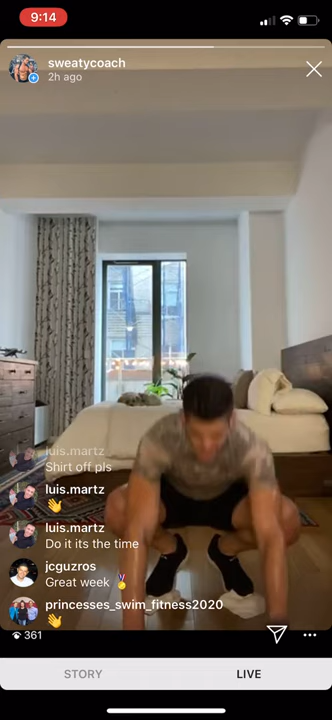 9:14
sweatycoach
2h ago
luis.martz
Shirt off pls
luis.martz
👋
luis.martz
Do it its the time
jcguzros
Great week 🏅
princesses_swim_fitness2020
👋
361
STORY
LIVE